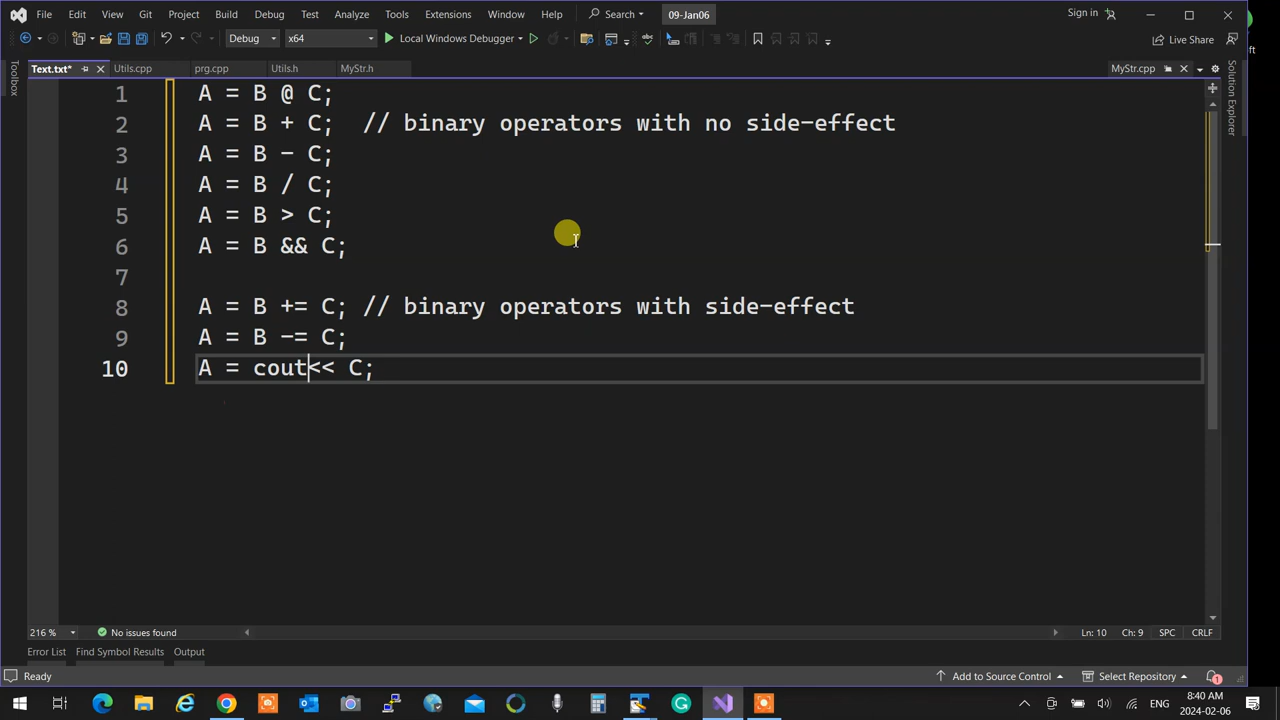 File Edit View Git Project Build Debug Test Analyze Tools Extensions Window Help Search 09-Jan06 Sign in
Debug x64 Local Windows Debugger Live Share
Text.txt* Utils.cpp prg.cpp Utils.h MyStr.h MyStr.cpp
Toolbox
Solution Explorer
1 A = B @ C;
2 A = B + C; // binary operators with no side-effect
3 A = B - C;
4 A = B / C;
5 A = B > C;
6 A = B && C;
7
8 A = B += C; // binary operators with side-effect
9 A = B -= C;
10 A = cout<< C;
216 % No issues found Ln: 10 Ch: 9 SPC CRLF
Error List Find Symbol Results Output
Ready Add to Source Control Select Repository 1
ENG 8:40 AM
2024-02-06